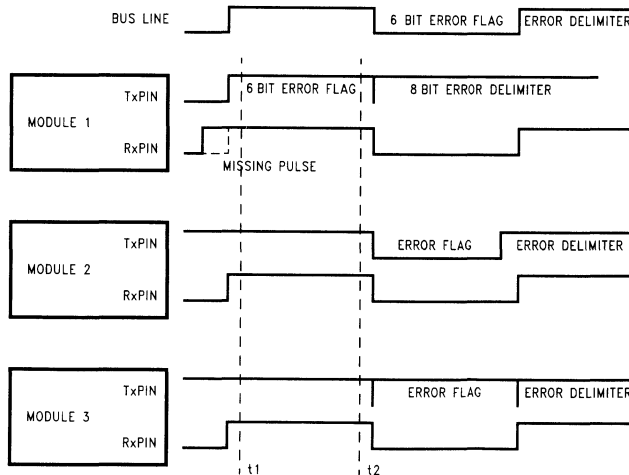 BUS LINE
6 BIT ERROR FLAG
ERROR DELIMITER
MODULE 1
TxPIN
6 BIT ERROR FLAG
8 BIT ERROR DELIMITER
RxPIN
MISSING PULSE
MODULE 2
TxPIN
ERROR FLAG
ERROR DELIMITER
RxPIN
MODULE 3
TxPIN
ERROR FLAG
ERROR DELIMITER
RxPIN
t1
t2